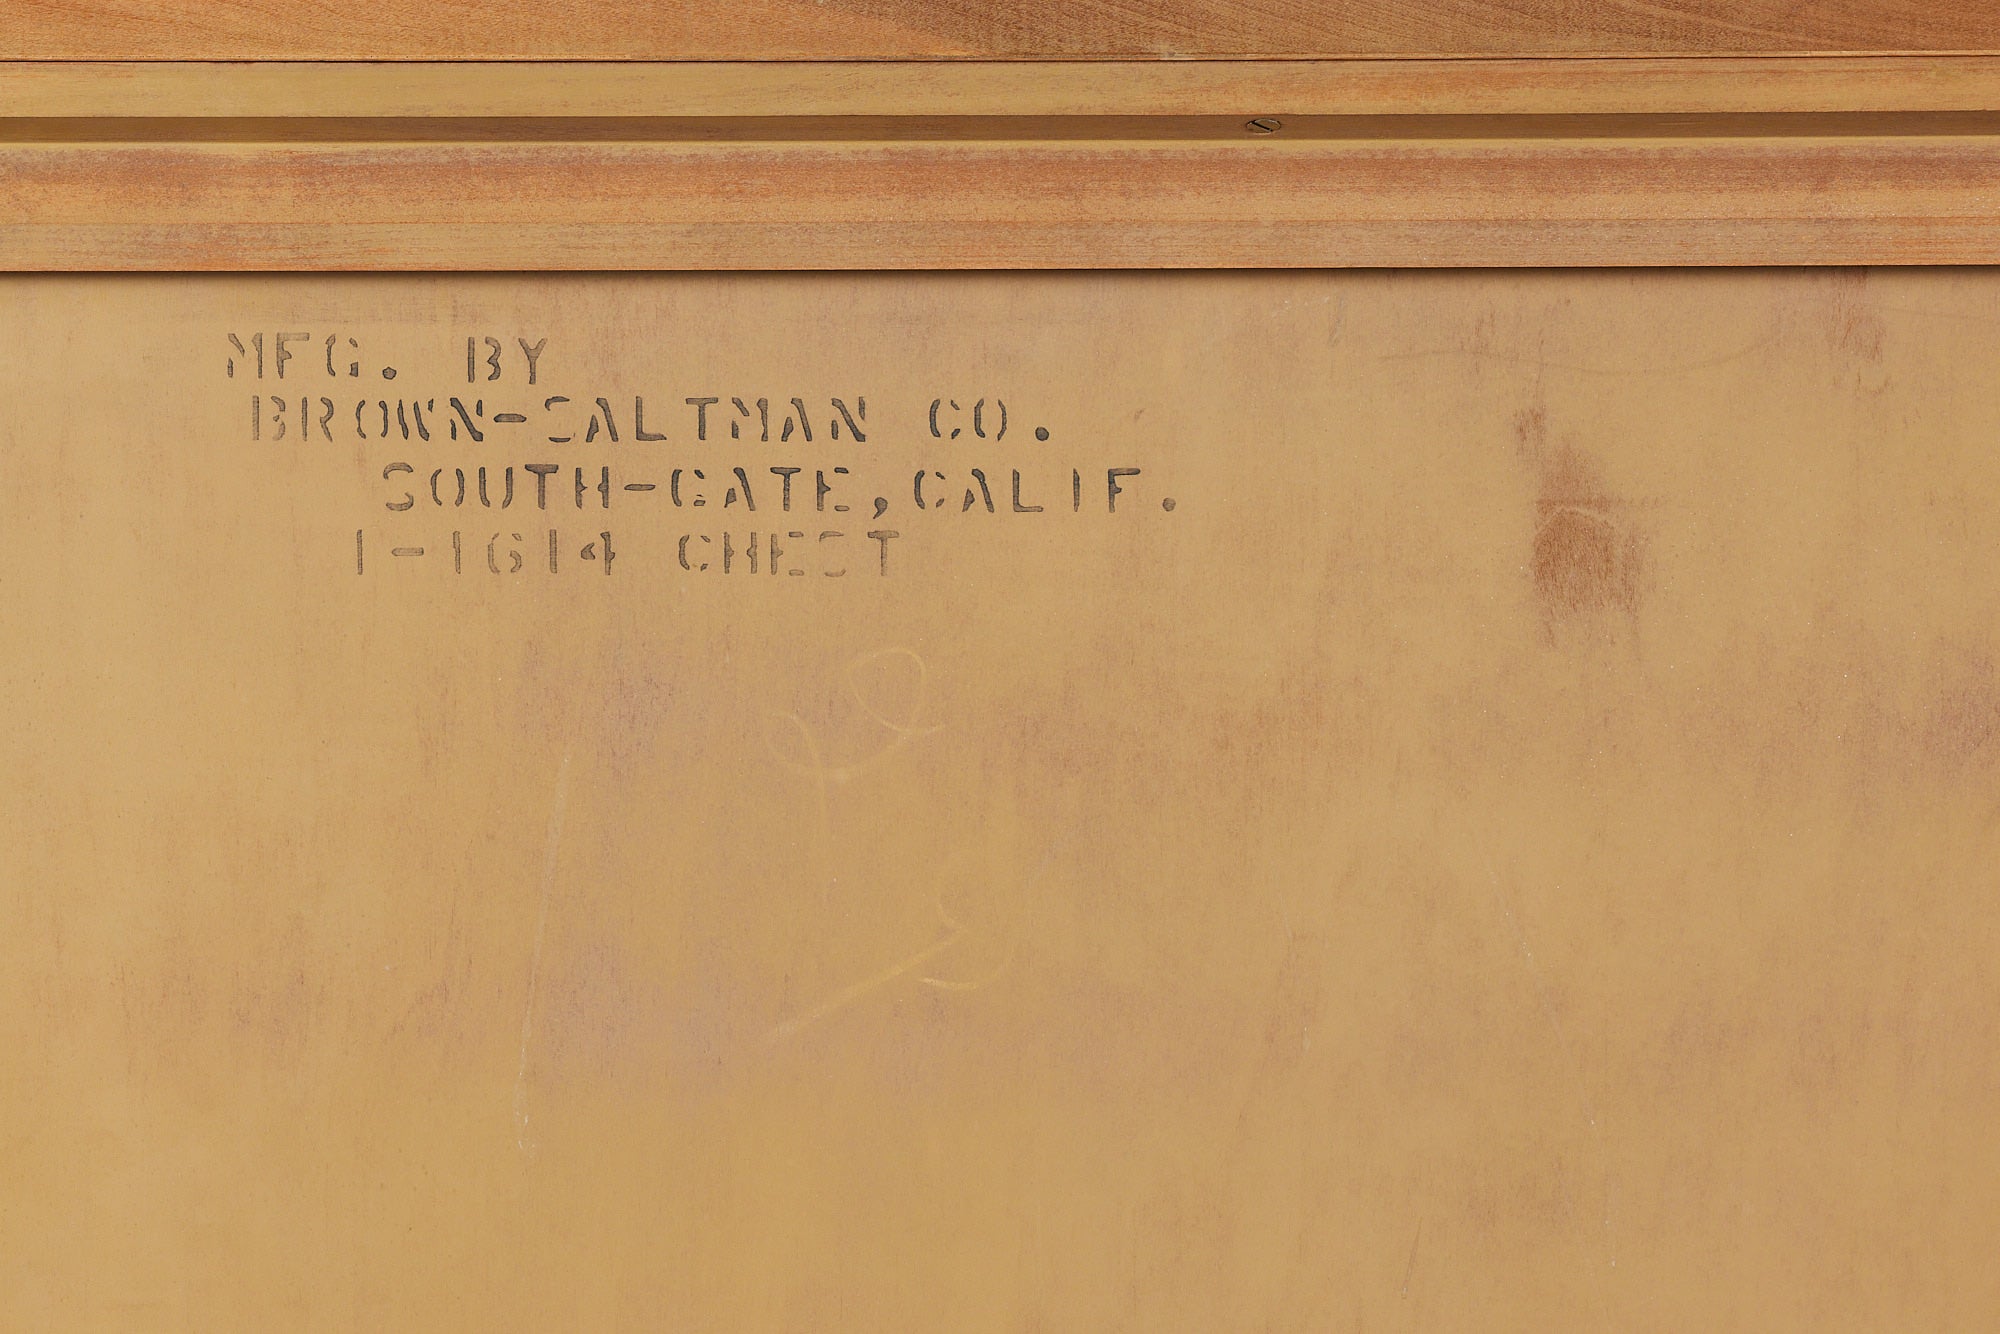 MFG. BY
BROWN-SALTMAN CO.
SOUTH-GATE, CALIF.
1-1614 CHEST